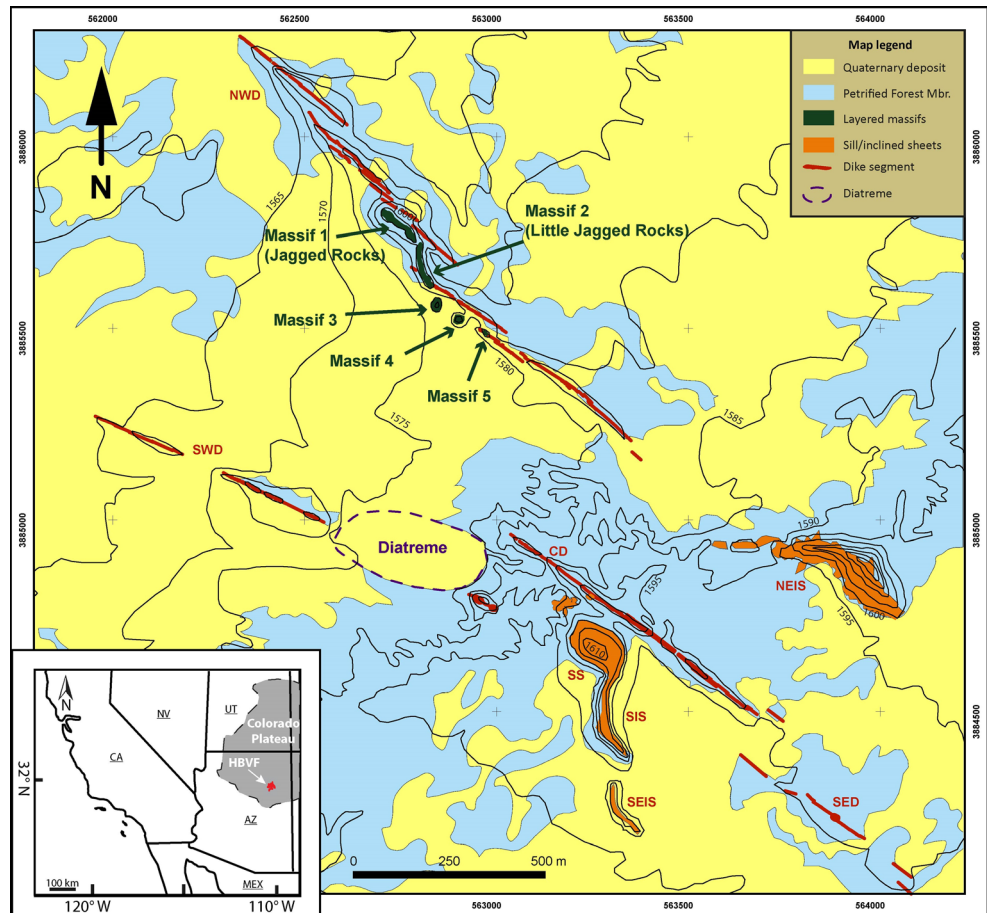 562000
562500
563000
563500
564000
Map legend
Quaternary deposit
Petrified Forest Mbr.
Layered massifs
Sill/inclined sheets
Dike segment
Diatreme
NWD
N
3886000
3886000
1565
1570
Massif 2
(Little Jagged Rocks)
Massif 1
(Jagged Rocks)
Massif 3
3885500
3885500
Massif 4
1580
Massif 5
1575
1585
SWD
3885000
3885000
1590
Diatreme
CD
1595
NEIS
1600
1595
1610
SS
SIS
3884500
SEIS
SED
N
NV
UT
Colorado
Plateau
CA
HBVF
32°N
AZ
MEX
100 km
120°W
110°N
0
500 m
563000
563500
564000